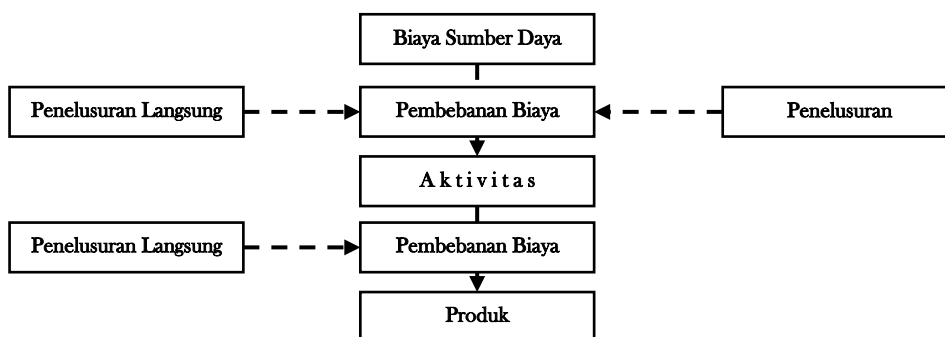 Biaya Sumber Daya
Penelusuran Langsung
Pembebanan Biaya
Penelusuran
Aktivitas
Penelusuran Langsung
Pembebanan Biaya
Produk